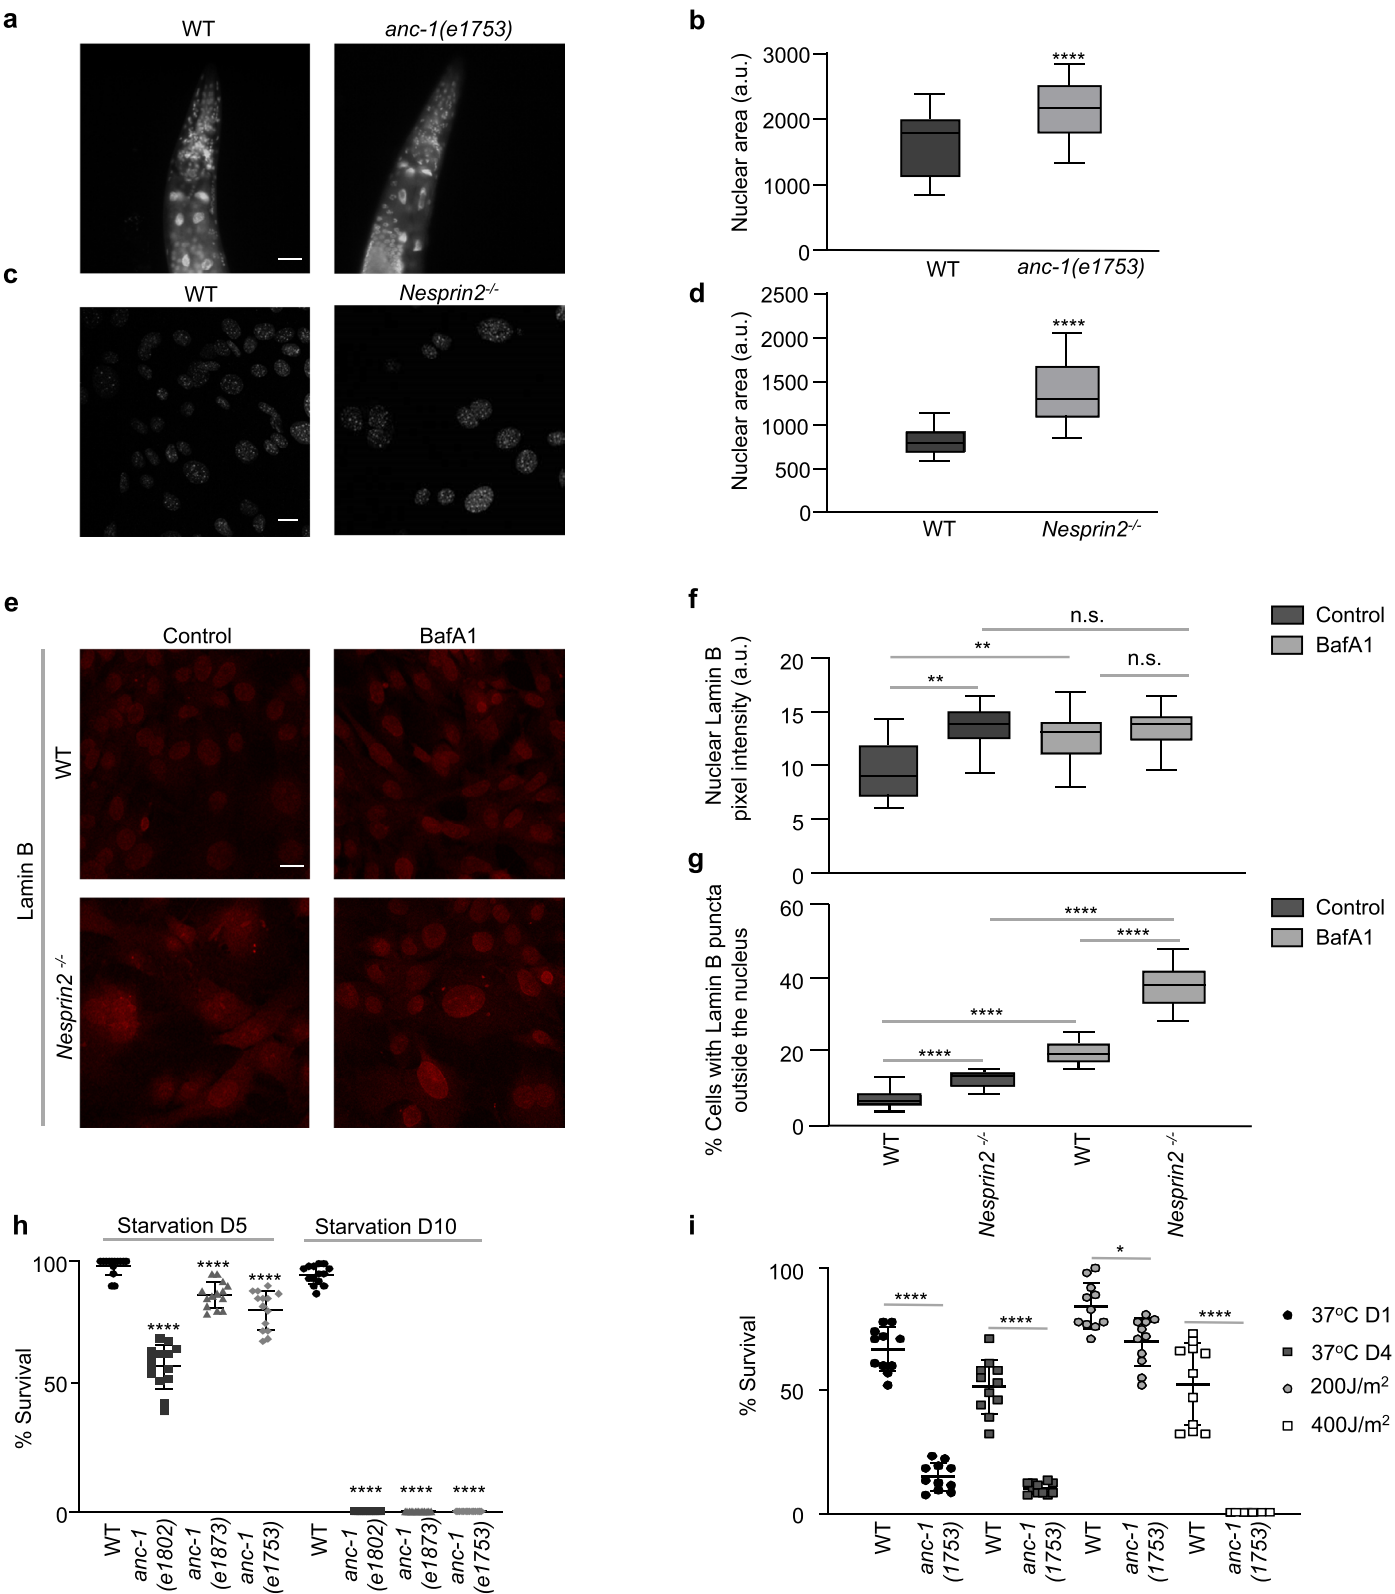 a
WT
anc-1(e1753)
b
Nuclear area (a.u.)
3000
2000
1000
0
****
WT
anc-1(e1753)
c
WT
Nesprin2-/-
d
Nuclear area (a.u.)
2500
2000
1500
1000
500
0
****
WT
Nesprin2-/-
e
Control
BafA1
Lamin B
WT
Nesprin2 -/-
f
Nuclear Lamin B
pixel intensity (a.u.)
20
15
10
5
0
n.s.
**
n.s.
**
Control
BafA1
g
% Cells with Lamin B puncta
outside the nucleus
60
40
20
0
****
****
****
****
Control
BafA1
WT
Nesprin2 -/-
WT
Nesprin2 -/-
h
Starvation D5
Starvation D10
% Survival
100
50
0
****
****
****
****
****
****
WT
anc-1
(e1802)
anc-1
(e1873)
anc-1
(e1753)
WT
anc-1
(e1802)
anc-1
(e1873)
anc-1
(e1753)
i
% Survival
100
50
0
****
****
*
****
37oC D1
37oC D4
200J/m2
400J/m2
WT
anc-1
(1753)
WT
anc-1
(1753)
WT
anc-1
(1753)
WT
anc-1
(1753)